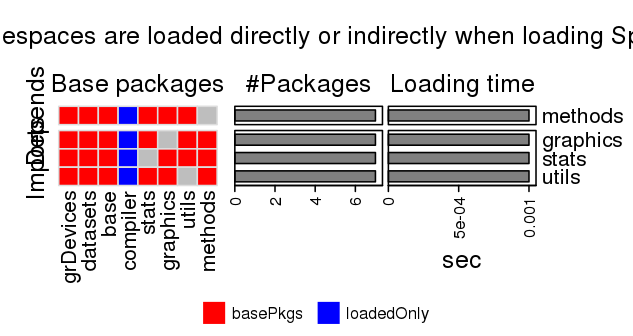 espaces are loaded directly or indirectly when loading Sp
Base packages
#Packages
Loading time
Depends
Imports
methods
graphics
stats
utils
grDevices
datasets
base
compiler
stats
graphics
utils
methods
0
2
4
6
0
5e-04
0.001
sec
basePkgs
loadedOnly